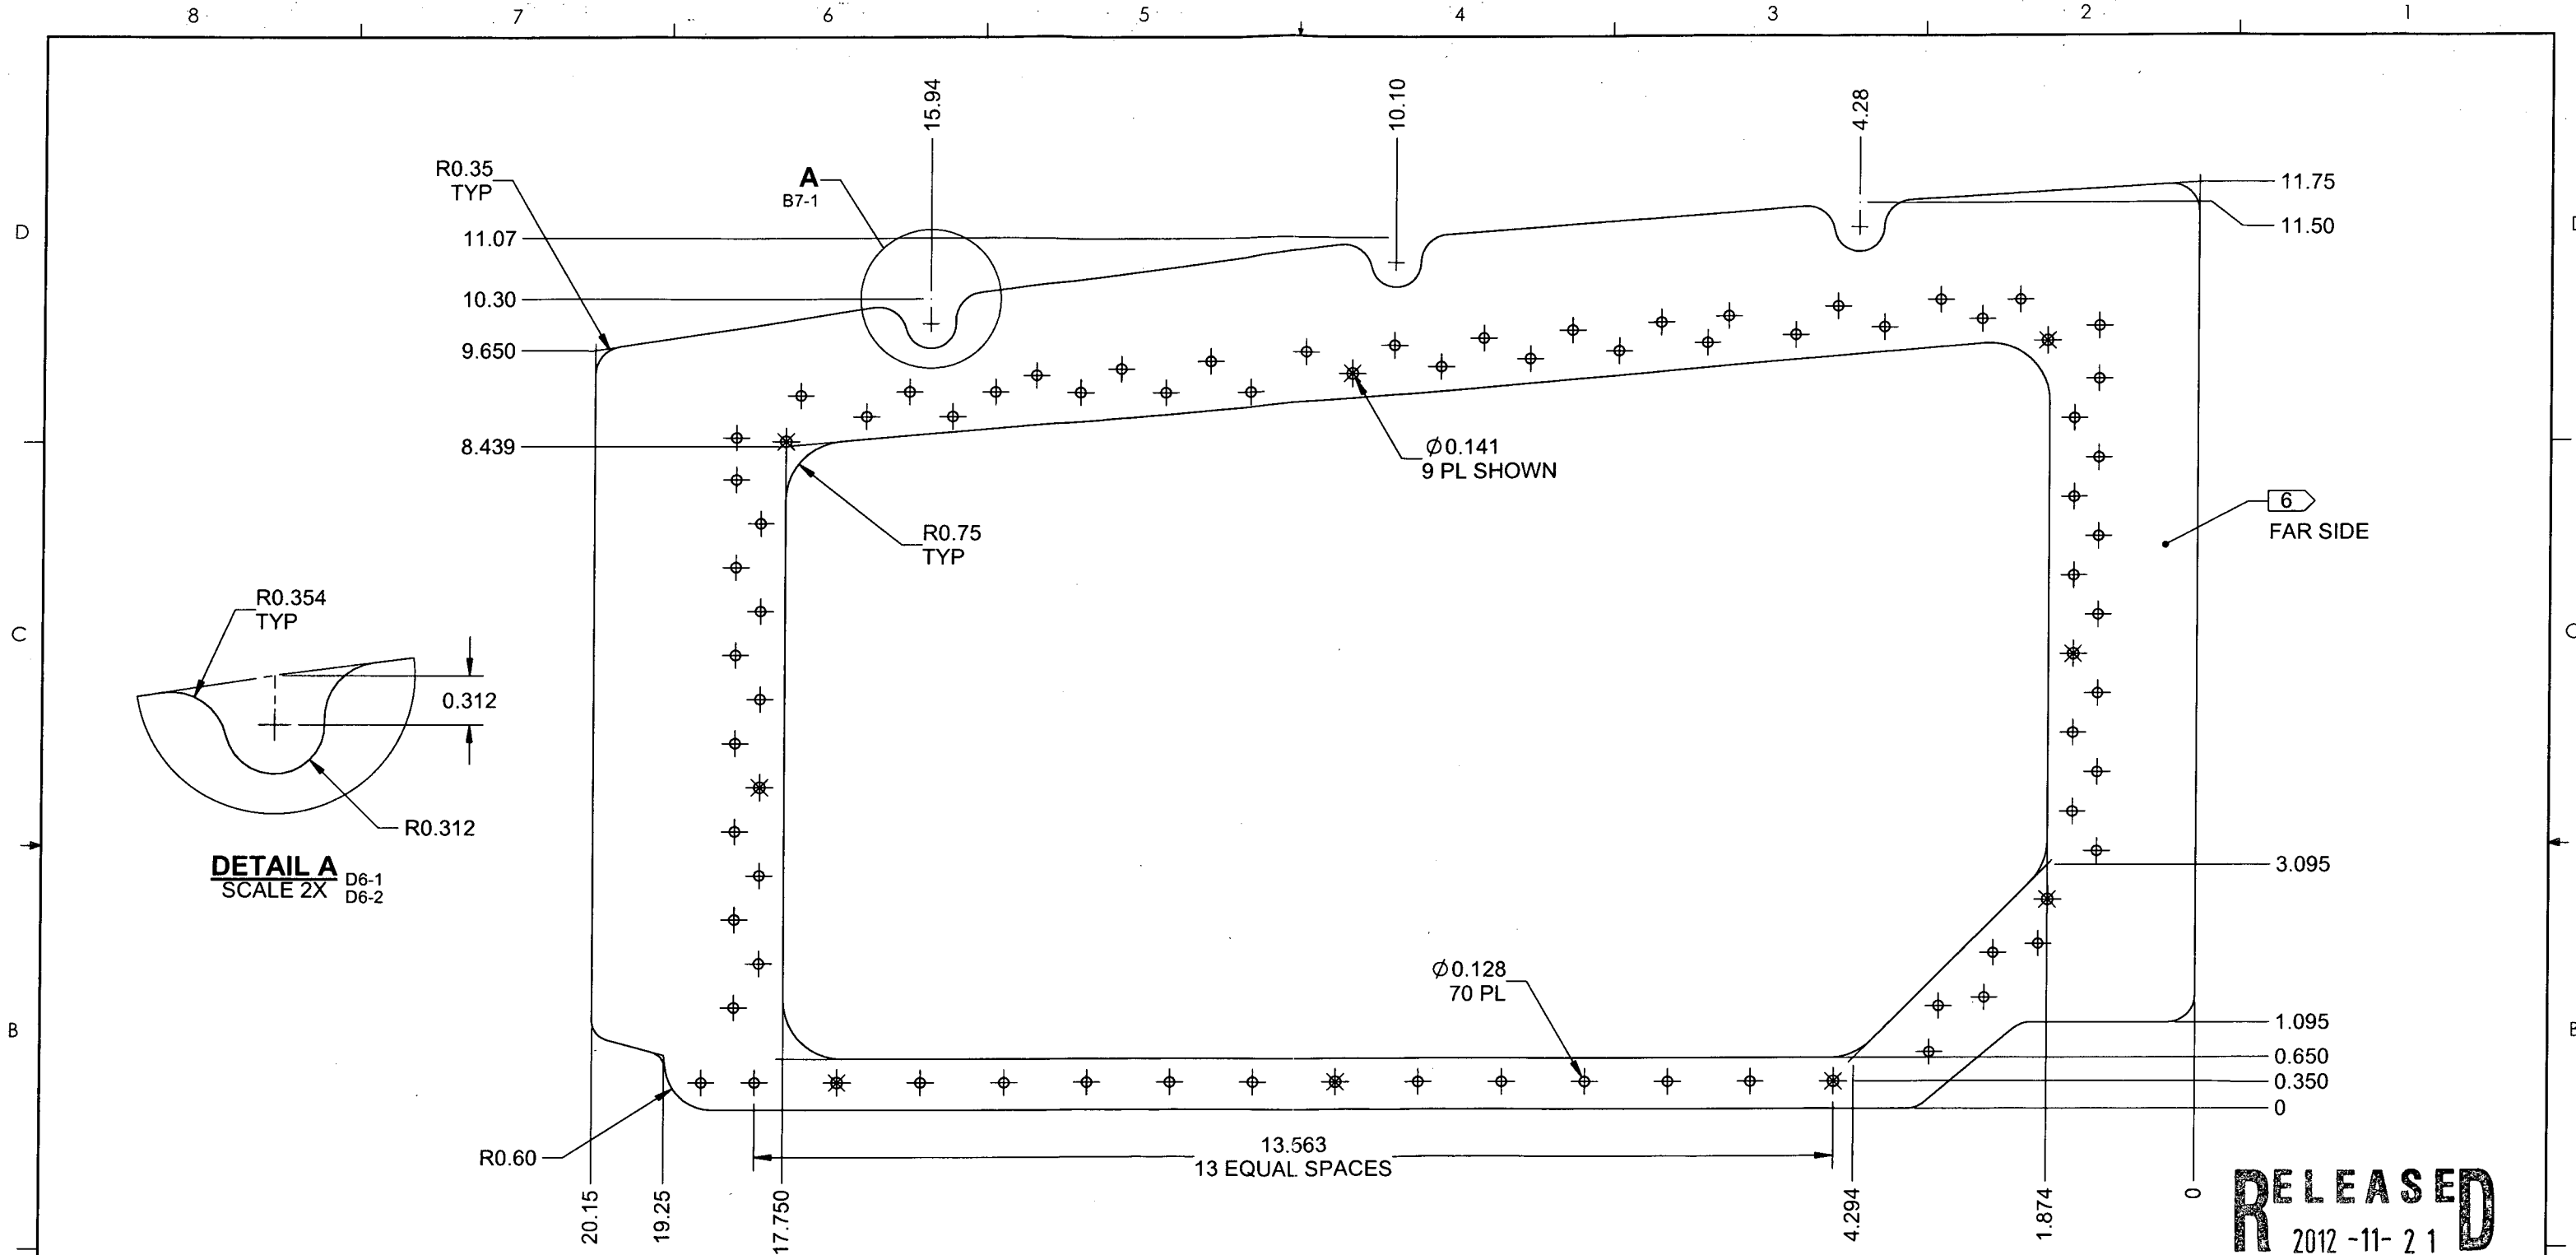 8 7 6 5 4 3 2 1
D
C
B
D
C
B
15.94
10.10
4.28
R0.35
TYP
A
B7-1
11.07
10.30
9.650
8.439
11.75
11.50
Ø0.141
9 PL SHOWN
R0.75
TYP
6
FAR SIDE
R0.354
TYP
0.312
R0.312
DETAIL A D6-1
SCALE 2X D6-2
3.095
Ø0.128
70 PL
1.095
0.650
0.350
0
R0.60
13.563
13 EQUAL SPACES
20.15
19.25
17.750
4.294
1.874
0
RELEASED
2012-11-21